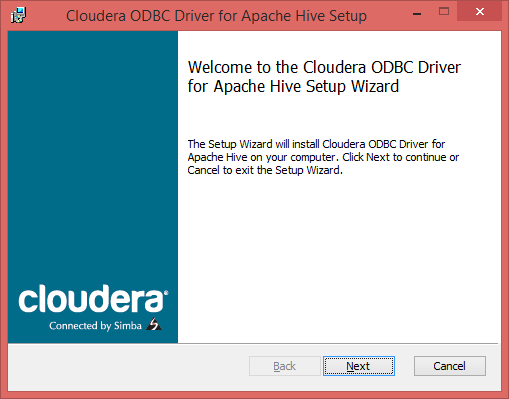 Cloudera ODBC Driver for Apache Hive Setup
Welcome to the Cloudera ODBC Driver
for Apache Hive Setup Wizard
The Setup Wizard will install Cloudera ODBC Driver for
Apache Hive on your computer. Click Next to continue or
Cancel to exit the Setup Wizard.
cloudera®
Connected by Simba
Back Next Cancel